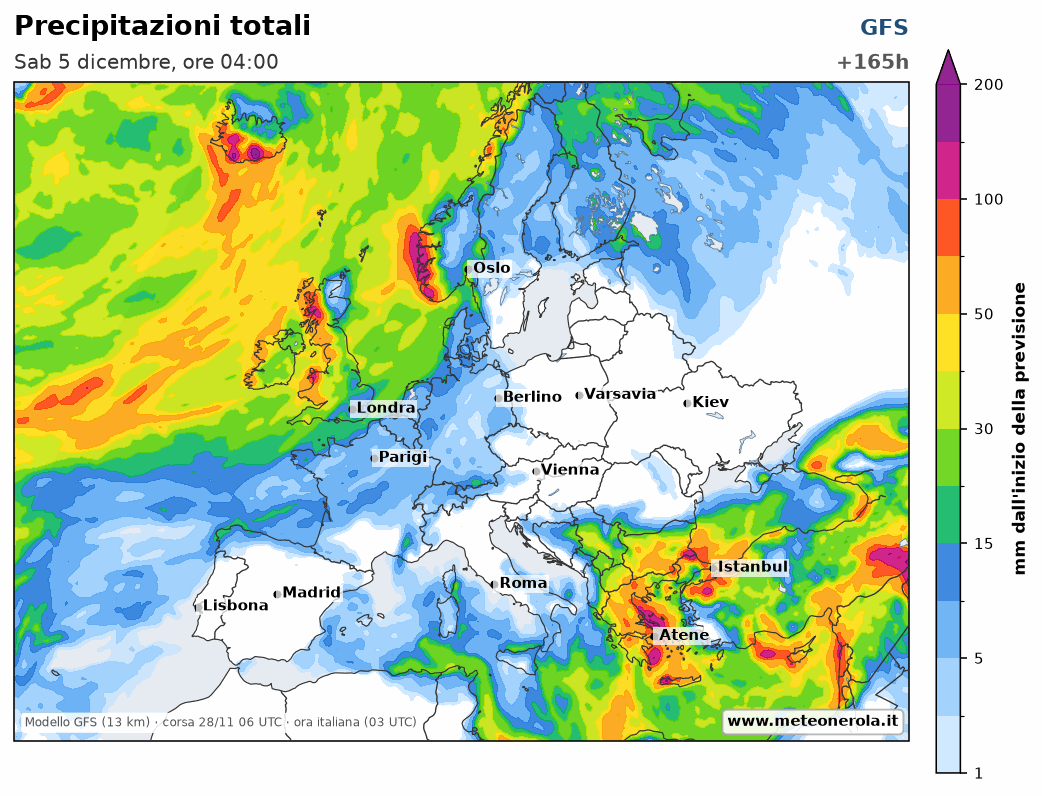 Precipitazioni totali
GFS
Sab 5 dicembre, ore 04:00
+165h
200
100
50
30
15
5
1
mm dall'inizio della previsione
Oslo
Berlino
Varsavia
Kiev
Londra
Parigi
Vienna
Istanbul
Roma
Madrid
Lisbona
Atene
Modello GFS (13 km) · corsa 28/11 06 UTC · ora italiana (03 UTC)
www.meteonerola.it